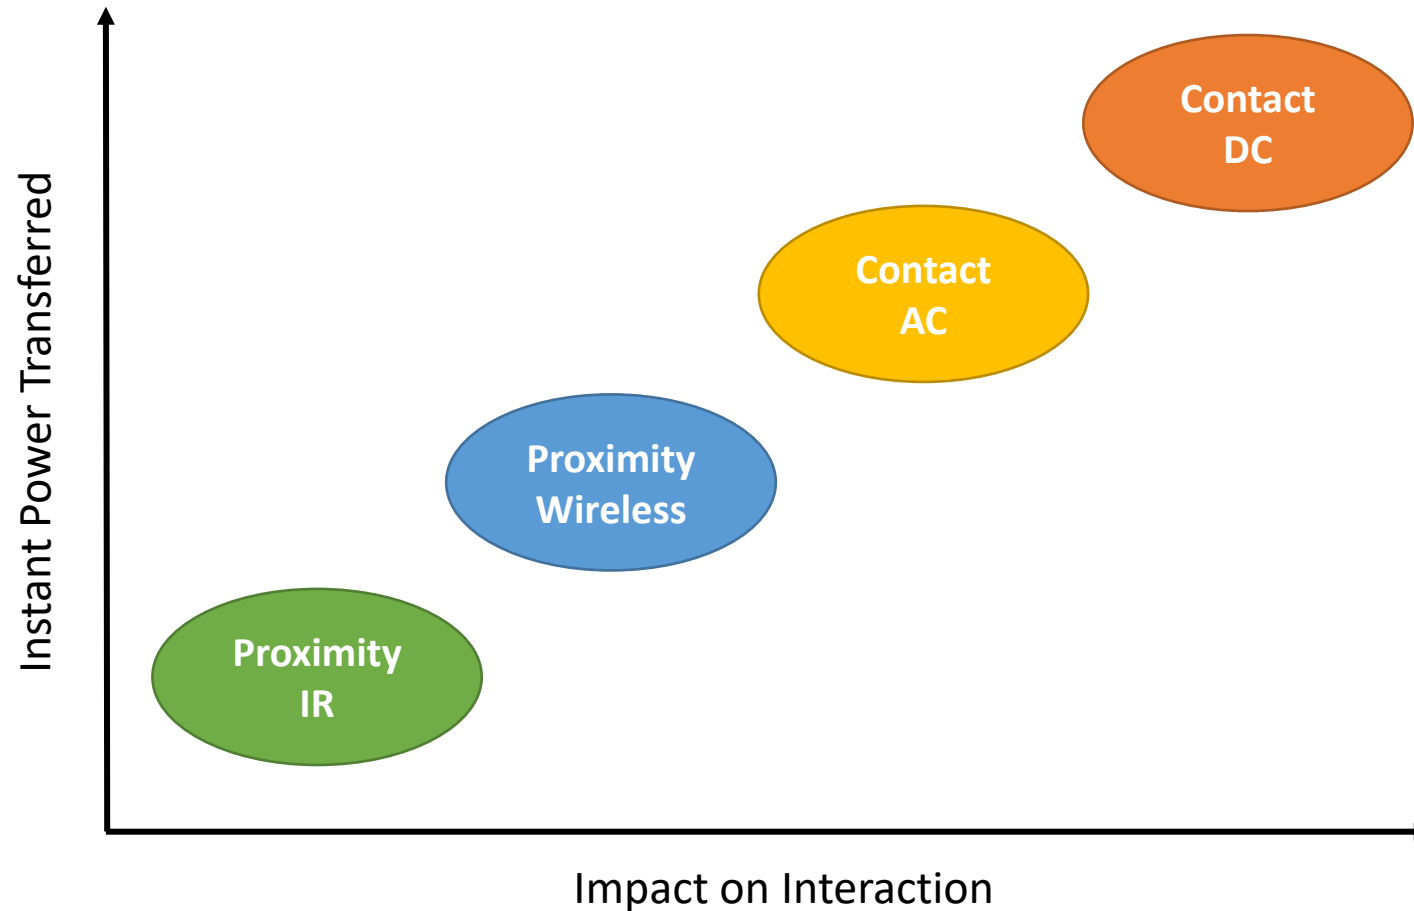 Contact
DC
Contact
AC
Proximity
Wireless
Proximity
IR
Instant Power Transferred
Impact on Interaction